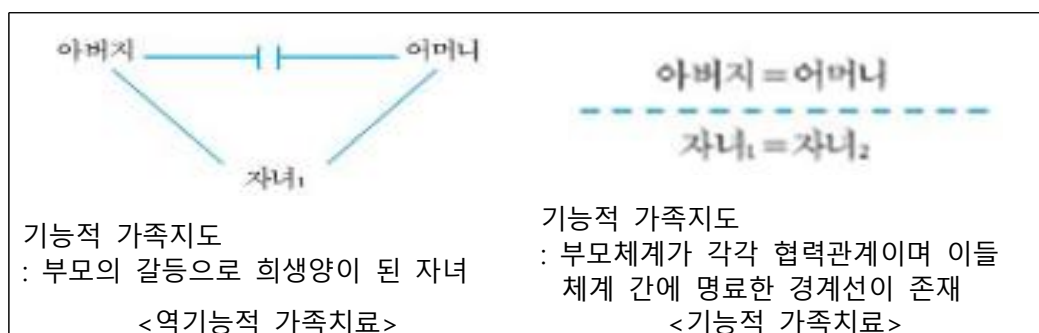 아버지 어머니
자녀₁
기능적 가족지도
: 부모의 갈등으로 희생양이 된 자녀
<역기능적 가족치료>
아버지=어머니
자녀₁=자녀₂
기능적 가족지도
: 부모체계가 각각 협력관계이며 이들
체계 간에 명료한 경계선이 존재
<기능적 가족치료>